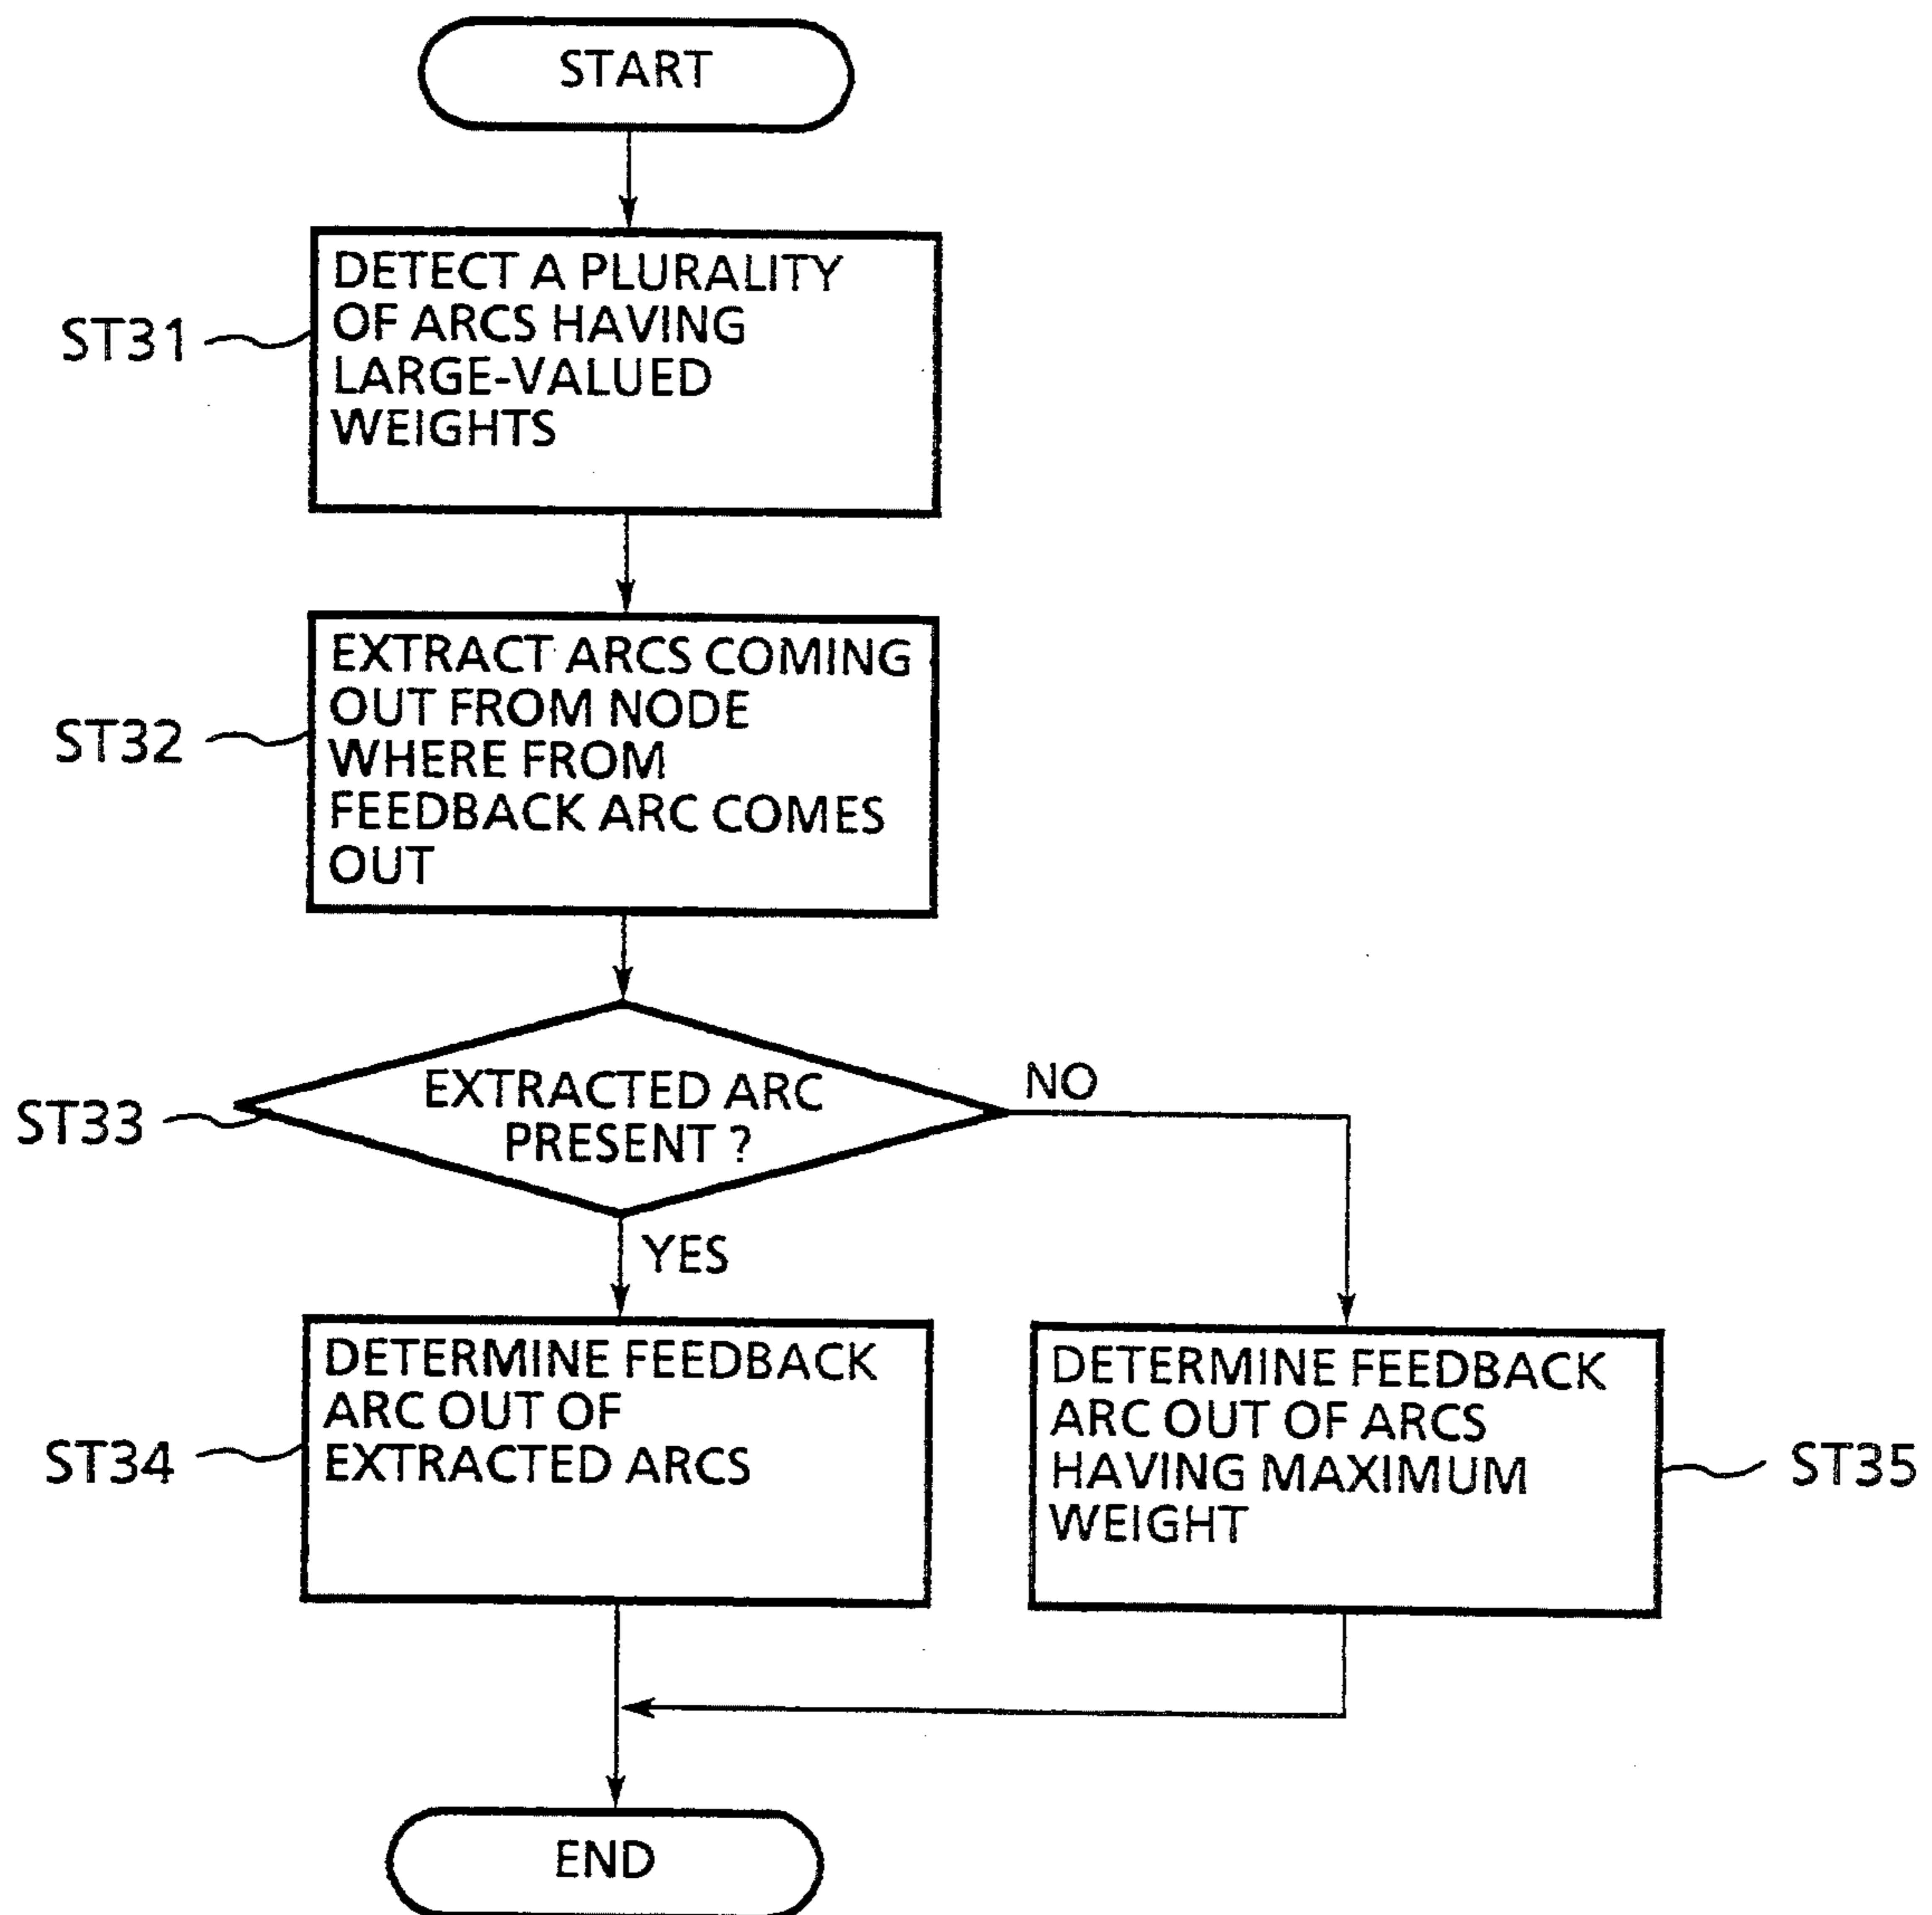 START
ST31
DETECT A PLURALITY
OF ARCS HAVING
LARGE-VALUED
WEIGHTS
ST32
EXTRACT ARCS COMING
OUT FROM NODE
WHERE FROM
FEEDBACK ARC COMES
OUT
ST33
EXTRACTED ARC
PRESENT ?
NO
YES
ST34
DETERMINE FEEDBACK
ARC OUT OF
EXTRACTED ARCS
DETERMINE FEEDBACK
ARC OUT OF ARCS
HAVING MAXIMUM
WEIGHT
ST35
END